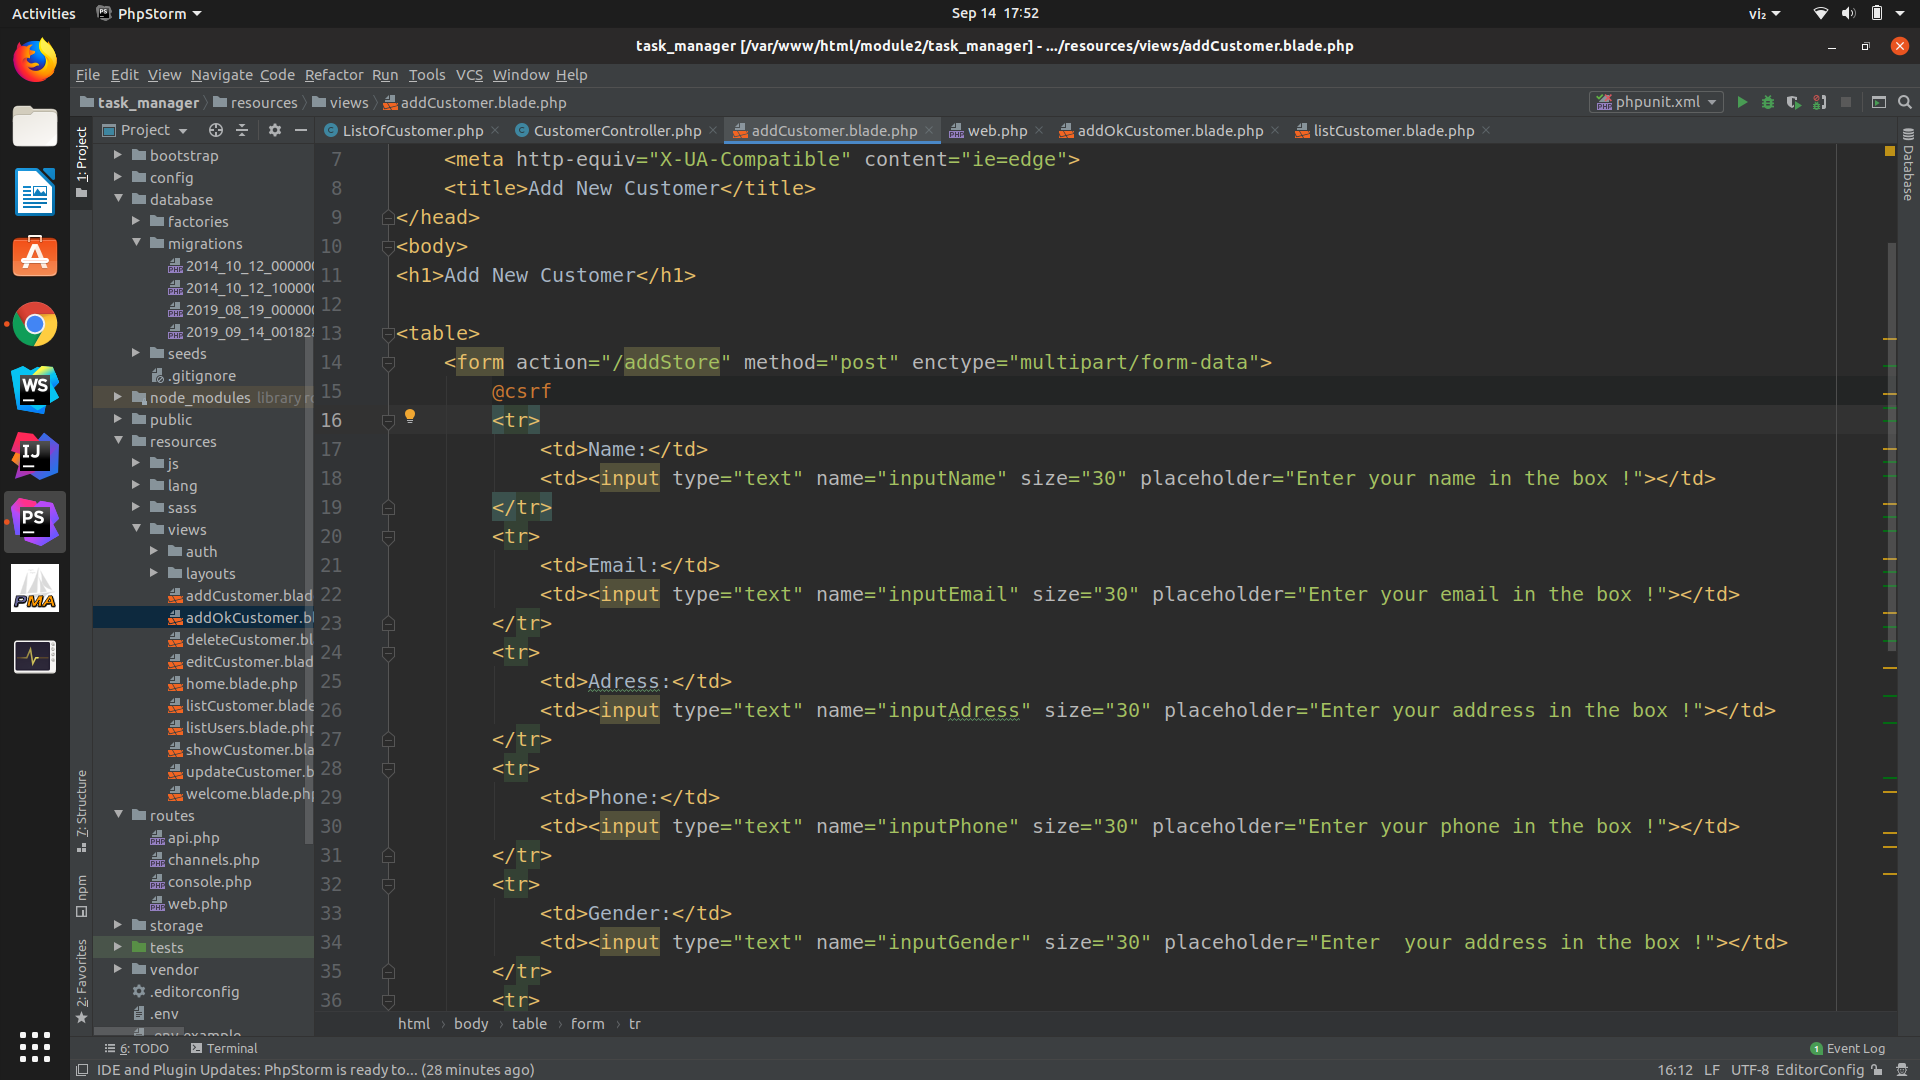 Activities PhpStorm Sep 14 17:52 vi₂
task_manager [/var/www/html/module2/task_manager] - .../resources/views/addCustomer.blade.php
File Edit View Navigate Code Refactor Run Tools VCS Window Help
task_manager resources views addCustomer.blade.php phpunit.xml
Project ListOfCustomer.php CustomerController.php addCustomer.blade.php web.php addOkCustomer.blade.php listCustomer.blade.php
1: Project
7: Structure
npm
2: Favorites
Database
bootstrap
config
database
factories
migrations
2014_10_12_000000
2014_10_12_10000
2019_08_19_00000
2019_09_14_00182
seeds
.gitignore
node_modules library ro
public
resources
js
lang
sass
views
auth
layouts
addCustomer.blad
addOkCustomer.bl
deleteCustomer.bl
editCustomer.blad
home.blade.php
listCustomer.blade
listUsers.blade.php
showCustomer.bla
updateCustomer.b
welcome.blade.php
routes
api.php
channels.php
console.php
web.php
storage
tests
vendor
.editorconfig
.env
.env.example
7 <meta http-equiv="X-UA-Compatible" content="ie=edge">
8 <title>Add New Customer</title>
9 </head>
10 <body>
11 <h1>Add New Customer</h1>
12
13 <table>
14 <form action="/addStore" method="post" enctype="multipart/form-data">
15 @csrf
16 <tr>
17 <td>Name:</td>
18 <td><input type="text" name="inputName" size="30" placeholder="Enter your name in the box !"></td>
19 </tr>
20 <tr>
21 <td>Email:</td>
22 <td><input type="text" name="inputEmail" size="30" placeholder="Enter your email in the box !"></td>
23 </tr>
24 <tr>
25 <td>Adress:</td>
26 <td><input type="text" name="inputAdress" size="30" placeholder="Enter your address in the box !"></td>
27 </tr>
28 <tr>
29 <td>Phone:</td>
30 <td><input type="text" name="inputPhone" size="30" placeholder="Enter your phone in the box !"></td>
31 </tr>
32 <tr>
33 <td>Gender:</td>
34 <td><input type="text" name="inputGender" size="30" placeholder="Enter  your address in the box !"></td>
35 </tr>
36 <tr>
html › body › table › form › tr
6: TODO Terminal 1 Event Log
IDE and Plugin Updates: PhpStorm is ready to... (28 minutes ago) 16:12 LF UTF-8 EditorConfig
WS
IJ
PS
PMA